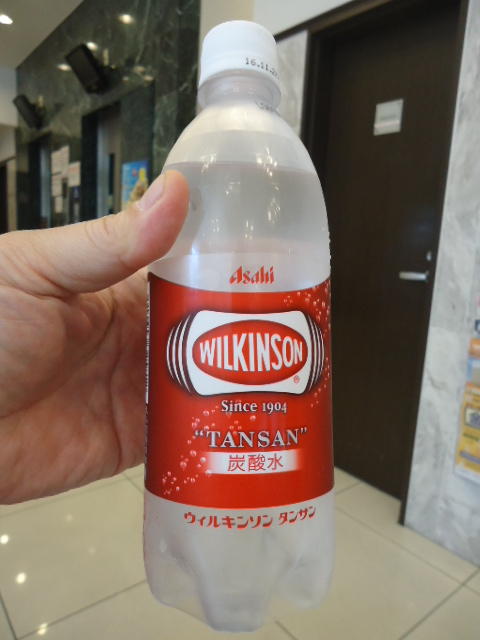 Asahi
WILKINSON
®
Since 1904
"TANSAN"
炭酸水
ウィルキンソン タンサン